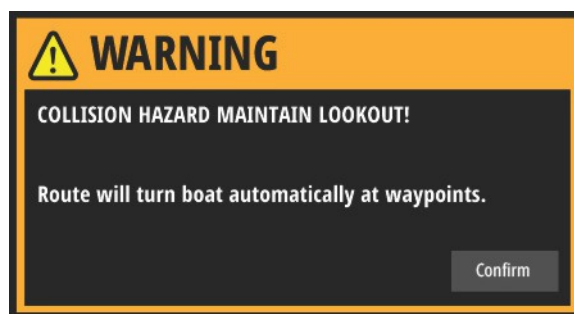 WARNING
COLLISION HAZARD MAINTAIN LOOKOUT!
Route will turn boat automatically at waypoints.
Confirm